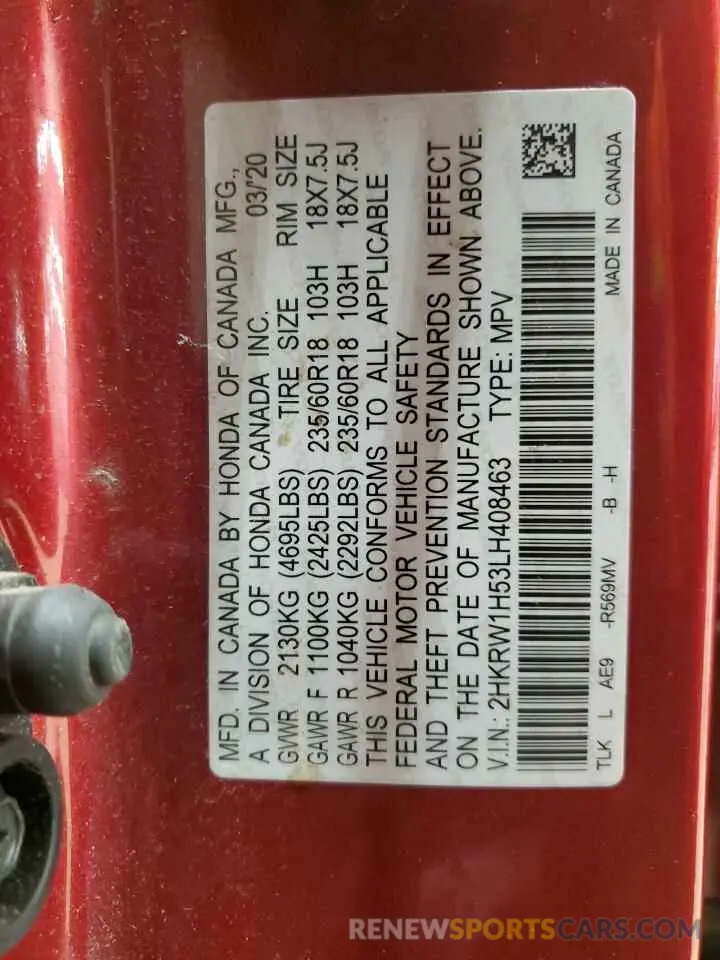 MFD. IN CANADA BY HONDA OF CANADA MFG.,
A DIVISION OF HONDA CANADA INC. 03/'20
GVWR 2130KG (4695LBS) TIRE SIZE RIM SIZE
GAWR F 1100KG (2425LBS) 235/60R18 103H 18X7.5J
GAWR R 1040KG (2292LBS) 235/60R18 103H 18X7.5J
THIS VEHICLE CONFORMS TO ALL APPLICABLE
FEDERAL MOTOR VEHICLE SAFETY
AND THEFT PREVENTION STANDARDS IN EFFECT
ON THE DATE OF MANUFACTURE SHOWN ABOVE.
V.I.N.: 2HKRW1H53LH408463 TYPE: MPV
TLK L AE9 -R569MV -B -H MADE IN CANADA
RENEWSPORTSCARS.COM